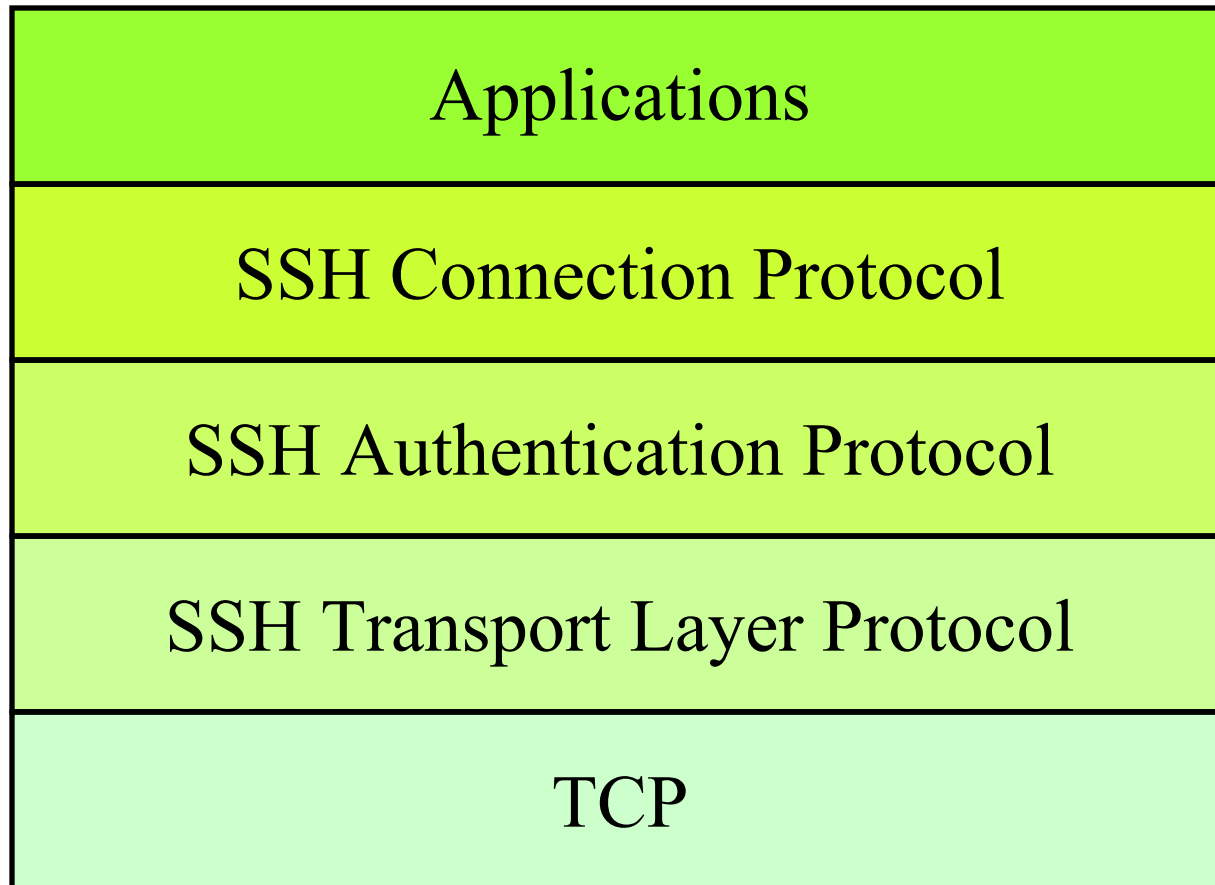 Applications
SSH Connection Protocol
SSH Authentication Protocol
SSH Transport Layer Protocol
TCP